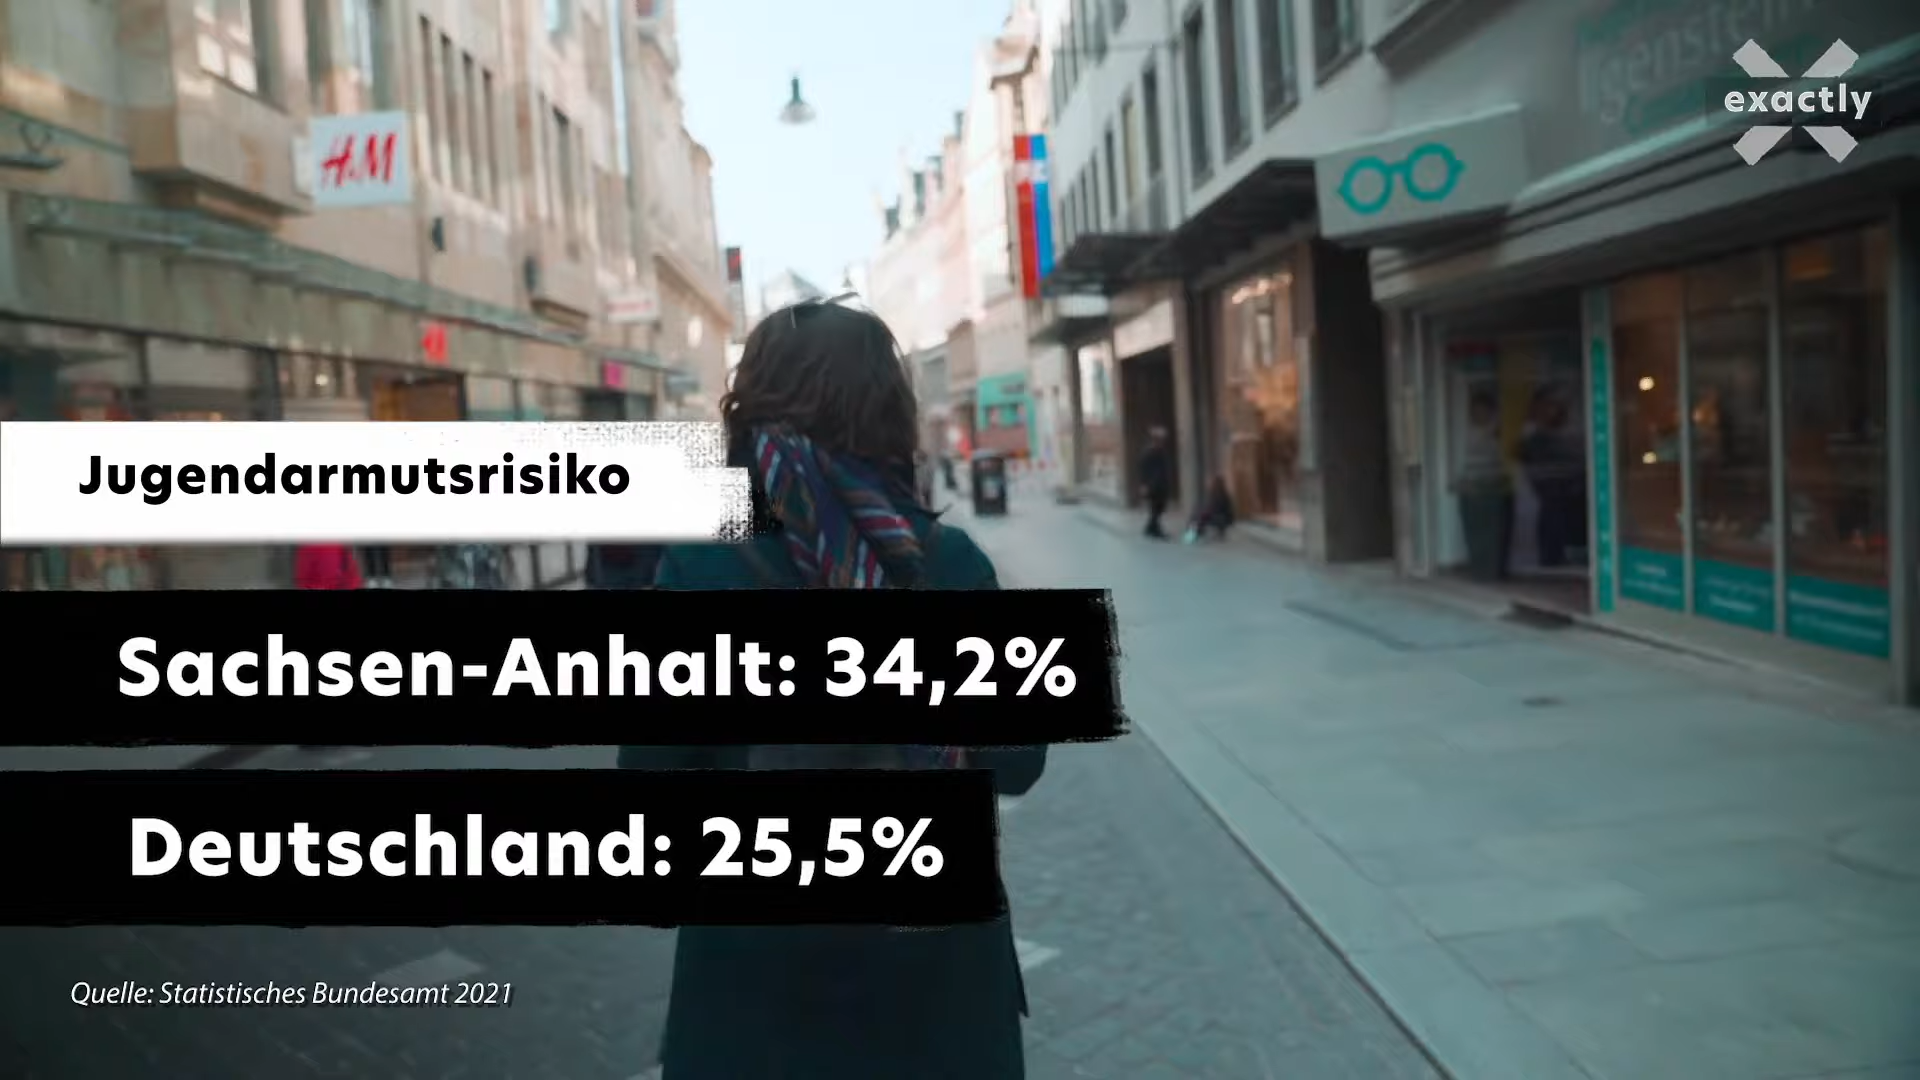 exactly
H&M
Jugendarmutsrisiko
Sachsen-Anhalt: 34,2%
Deutschland: 25,5%
Quelle: Statistisches Bundesamt 2021